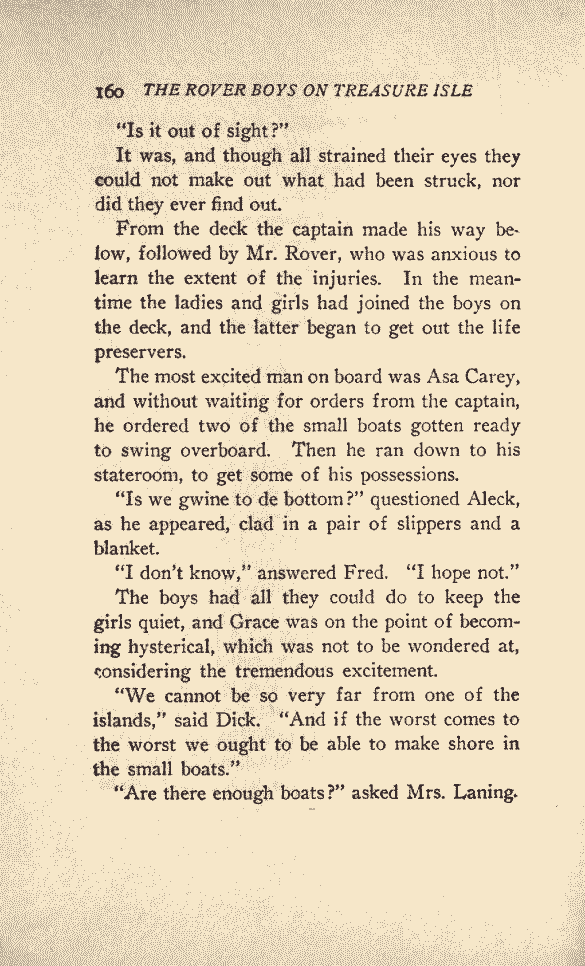 160 THE ROVER BOYS ON TREASURE ISLE
"Is it out of sight?"
It was, and though all strained their eyes they
could not make out what had been struck, nor
did they ever find out.
From the deck the captain made his way be-
low, followed by Mr. Rover, who was anxious to
learn the extent of the injuries. In the mean-
time the ladies and girls had joined the boys on
the deck, and the latter began to get out the life
preservers.
The most excited man on board was Asa Carey,
and without waiting for orders from the captain,
he ordered two of the small boats gotten ready
to swing overboard. Then he ran down to his
stateroom, to get some of his possessions.
"Is we gwine to de bottom?" questioned Aleck,
as he appeared, clad in a pair of slippers and a
blanket.
"I don't know," answered Fred. "I hope not."
The boys had all they could do to keep the
girls quiet, and Grace was on the point of becom-
ing hysterical, which was not to be wondered at,
considering the tremendous excitement.
"We cannot be so very far from one of the
islands," said Dick. "And if the worst comes to
the worst we ought to be able to make shore in
the small boats."
"Are there enough boats?" asked Mrs. Laning.